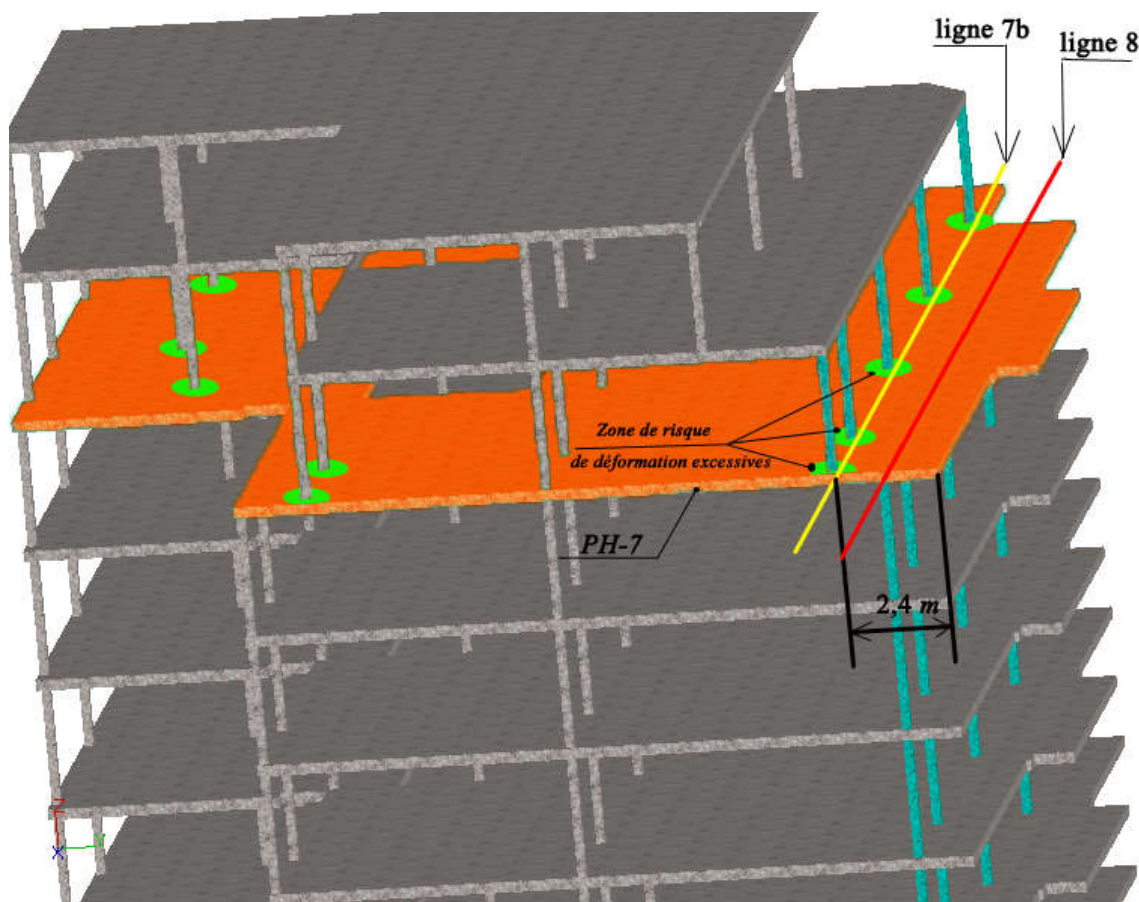 ligne 7b
ligne 8
Zone de risque
de déformation excessives
PH-7
2,4 m
Z
Y
X